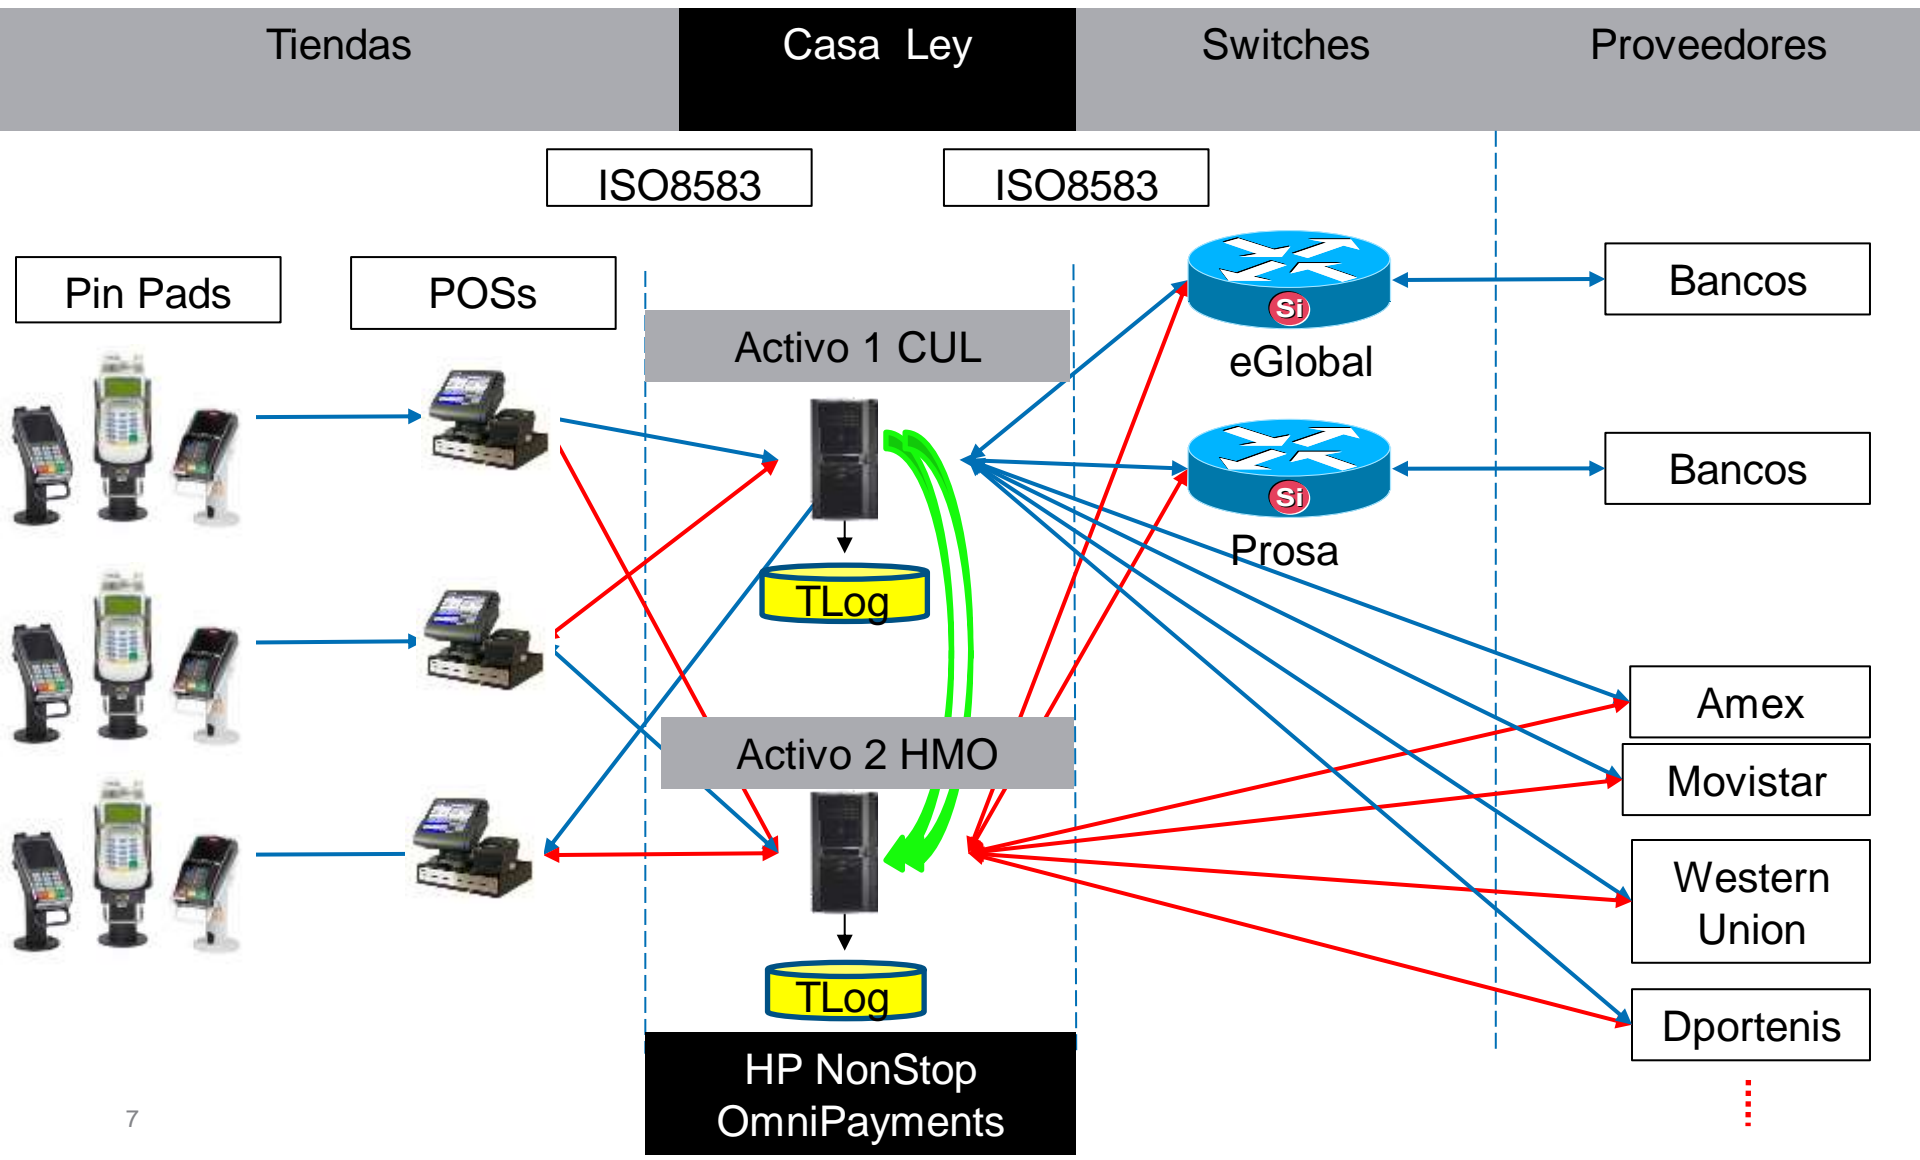 Tiendas
Casa Ley
Switches
Proveedores
ISO8583
ISO8583
Pin Pads
POSs
Activo 1 CUL
Si
eGlobal
Bancos
Si
Prosa
Bancos
TLog
Amex
Activo 2 HMO
Movistar
Western
Union
TLog
Dportenis
HP NonStop
OmniPayments
7